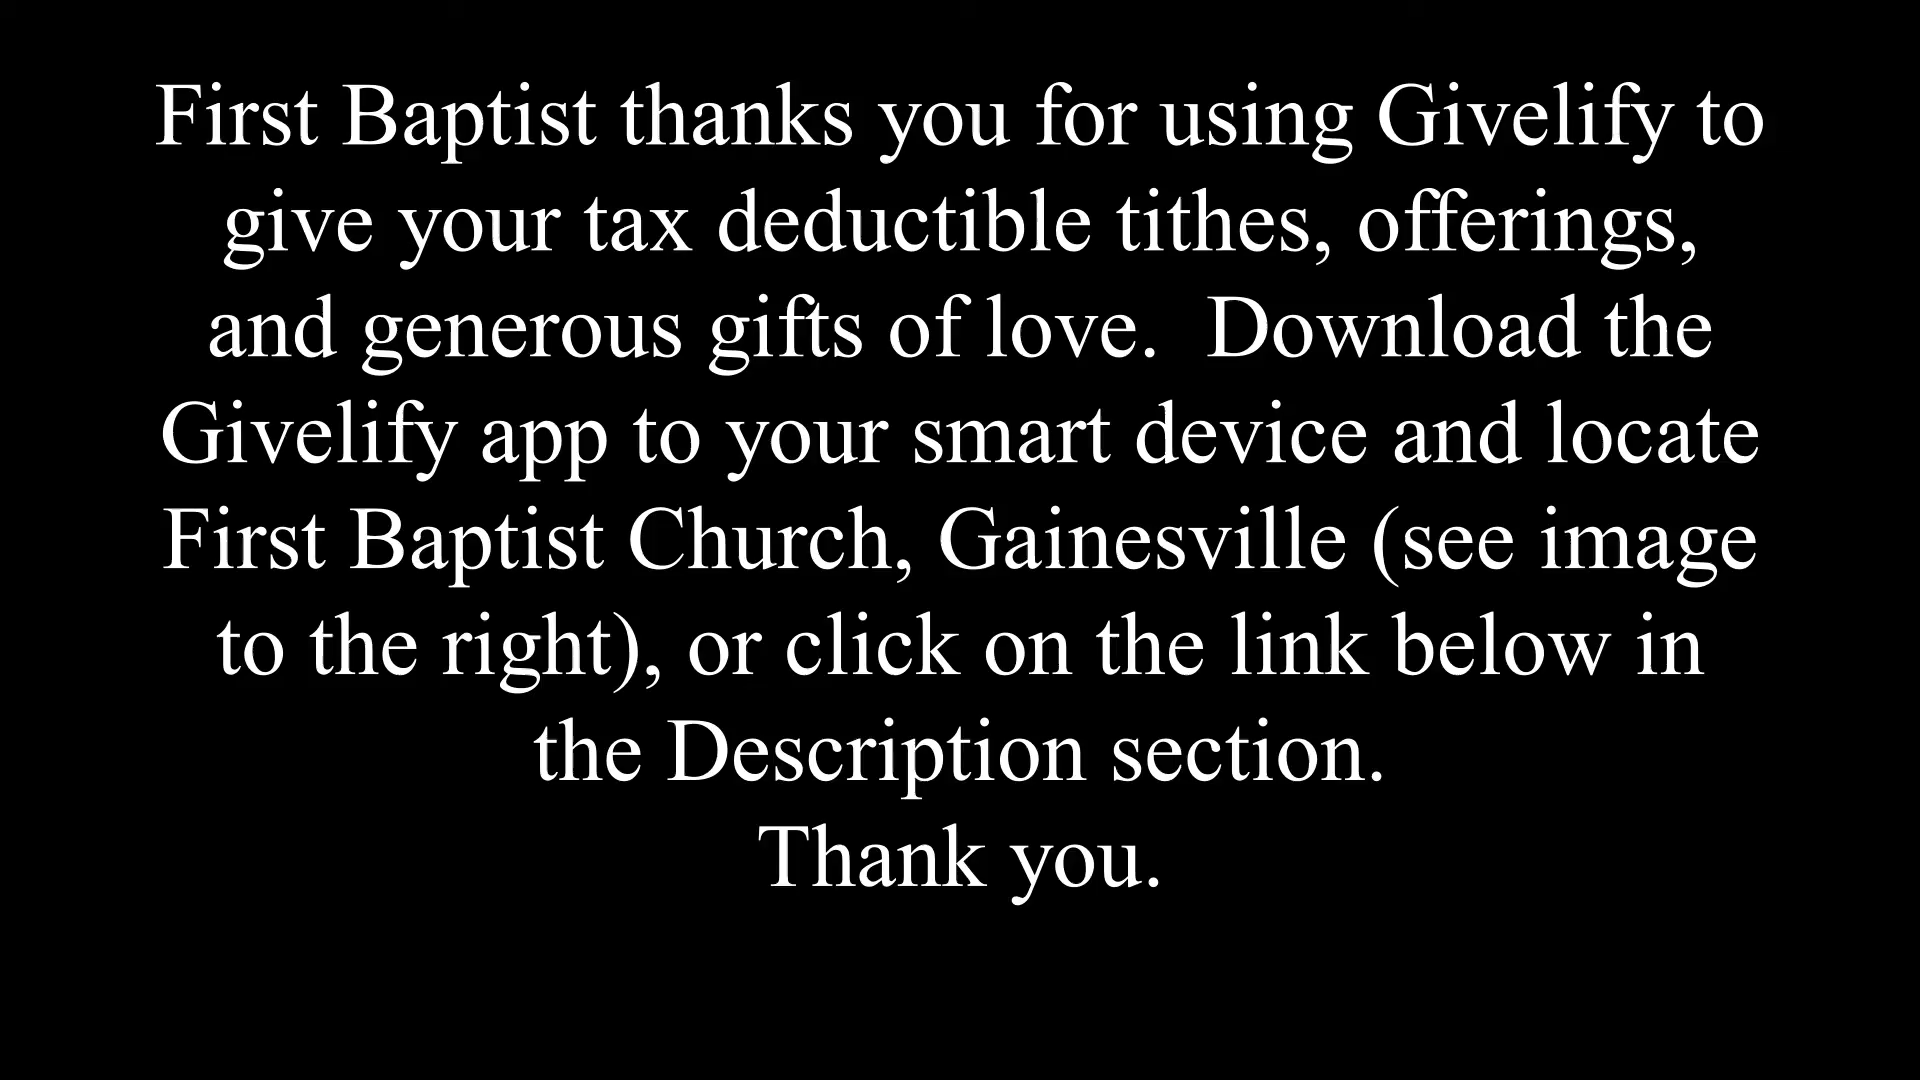 First Baptist thanks you for using Givelify to
give your tax deductible tithes, offerings,
and generous gifts of love.  Download the
Givelify app to your smart device and locate
First Baptist Church, Gainesville (see image
to the right), or click on the link below in
the Description section.
Thank you.